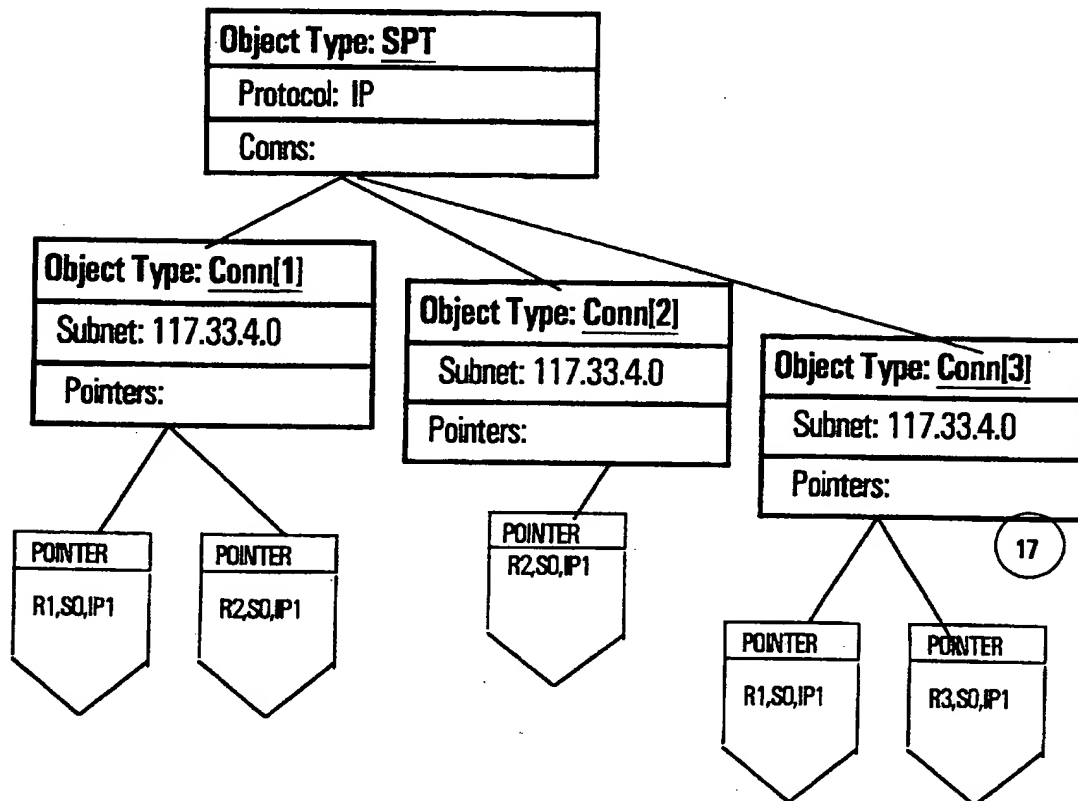 Object Type: SPT
Protocol: IP
Conns:
Object Type: Conn[1]
Subnet: 117.33.4.0
Pointers:
Object Type: Conn[2]
Subnet: 117.33.4.0
Pointers:
Object Type: Conn[3]
Subnet: 117.33.4.0
Pointers:
POINTER
R1,S0,IP1
POINTER
R2,S0,IP1
POINTER
R2,S0,IP1
17
POINTER
R1,S0,IP1
POINTER
R3,S0,IP1